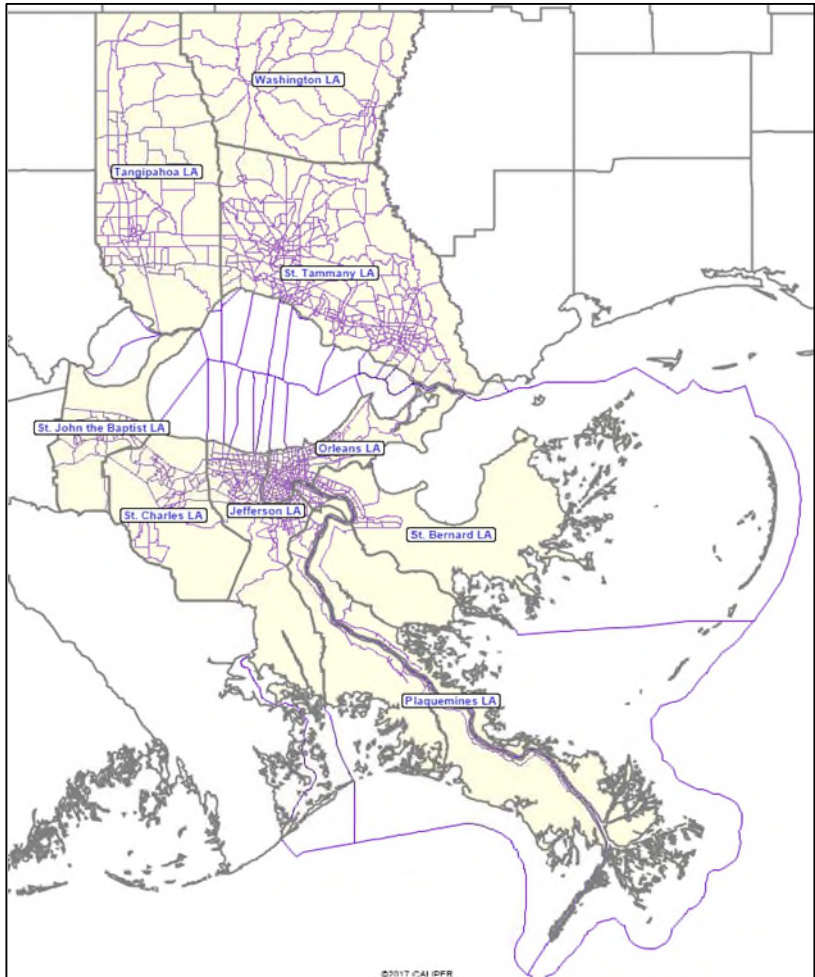 Washington LA
Tangipahoa LA
St. Tammany LA
St. John the Baptist LA
Orleans LA
St. Charles LA
Jefferson LA
St. Bernard LA
Plaquemines LA
©2017 CALIPER